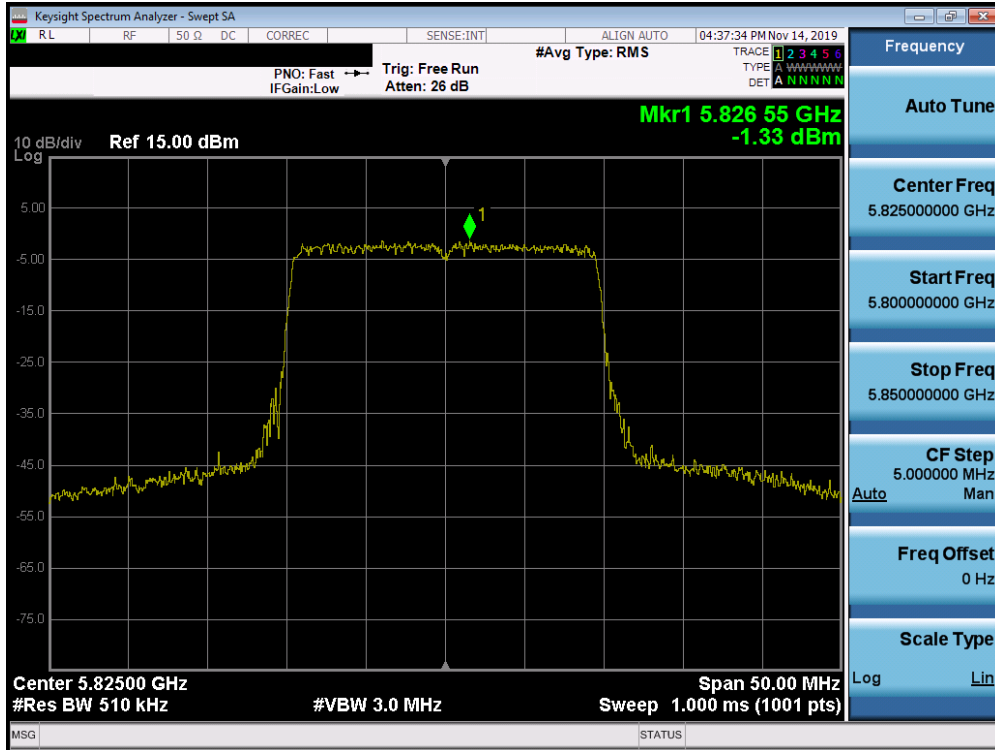 Keysight Spectrum Analyzer - Swept SA
LXI RL RF 50 Ω DC CORREC SENSE:INT ALIGN AUTO 04:37:34 PM Nov 14, 2019
PNO: Fast Trig: Free Run #Avg Type: RMS TRACE 1 2 3 4 5 6
IFGain:Low Atten: 26 dB TYPE A WWWWW
DET A N N N N N
Mkr1 5.826 55 GHz
-1.33 dBm
10 dB/div Ref 15.00 dBm
Log
1
5.00
-5.00
-15.0
-25.0
-35.0
-45.0
-55.0
-65.0
-75.0
Center 5.82500 GHz Span 50.00 MHz
#Res BW 510 kHz #VBW 3.0 MHz Sweep 1.000 ms (1001 pts)
MSG STATUS
Frequency
Auto Tune
Center Freq
5.825000000 GHz
Start Freq
5.800000000 GHz
Stop Freq
5.850000000 GHz
CF Step
5.000000 MHz
Auto Man
Freq Offset
0 Hz
Scale Type
Log Lin